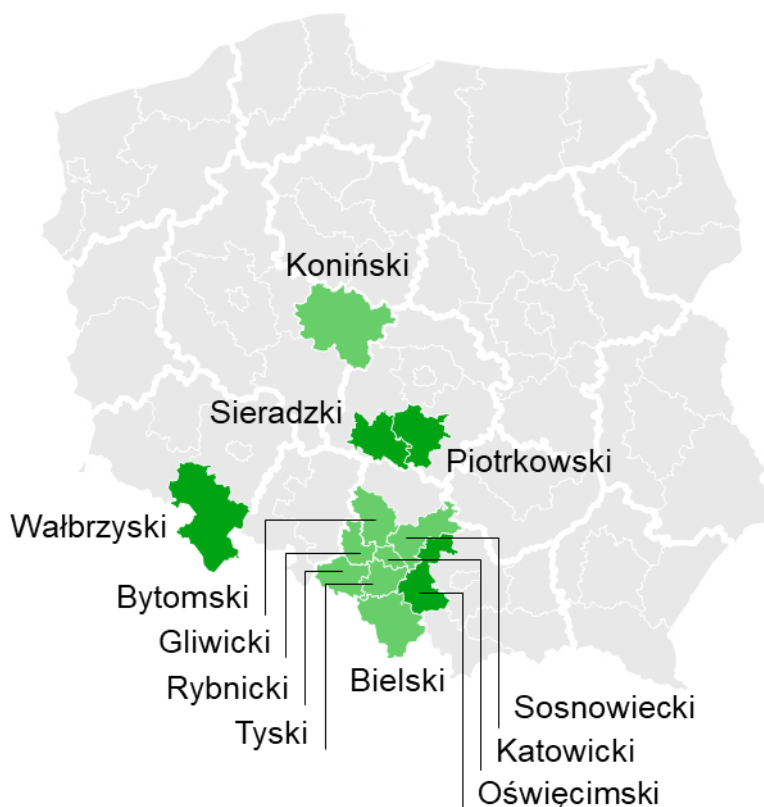 Koniński
Sieradzki
Piotrkowski
Wałbrzyski
Bytomski
Gliwicki
Rybnicki
Bielski
Tyski
Sosnowiecki
Katowicki
Oświęcimski